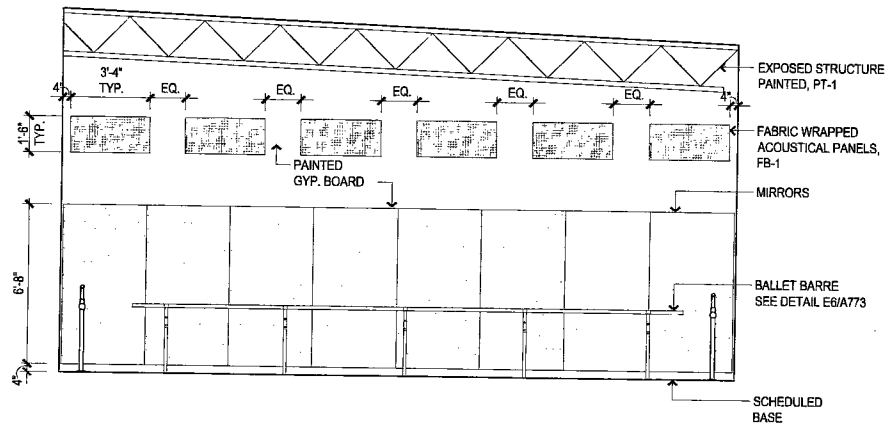 3'-4"
TYP.
4"
EQ.
EQ.
EQ.
EQ.
EQ.
4"
EXPOSED STRUCTURE
PAINTED, PT-1
1'-6"
TYP.
FABRIC WRAPPED
ACOUSTICAL PANELS,
FB-1
PAINTED
GYP. BOARD
MIRRORS
6'-8"
BALLET BARRE
SEE DETAIL E6/A773
4"
SCHEDULED
BASE